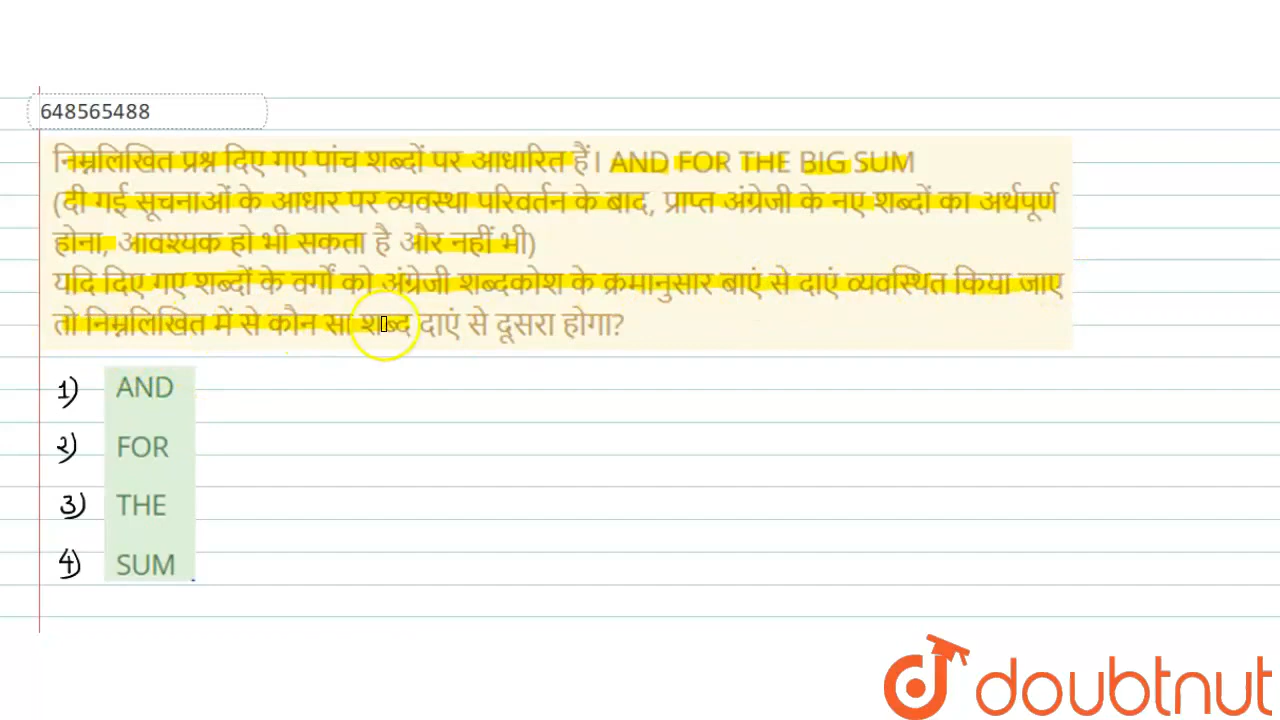 648565488
निम्नलिखित प्रश्न दिए गए पांच शब्दों पर आधारित हैं। AND FOR THE BIG SUM
(दी गई सूचनाओं के आधार पर व्यवस्था परिवर्तन के बाद, प्राप्त अंग्रेजी के नए शब्दों का अर्थपूर्ण
होना, आवश्यक हो भी सकता है और नहीं भी)
यदि दिए गए शब्दों के वर्गों को अंग्रेजी शब्दकोश के क्रमानुसार बाएं से दाएं व्यवस्थित किया जाए
तो निम्नलिखित में से कौन सा शब्द दाएं से दूसरा होगा?
1) AND
2) FOR
3) THE
4) SUM
doubtnut